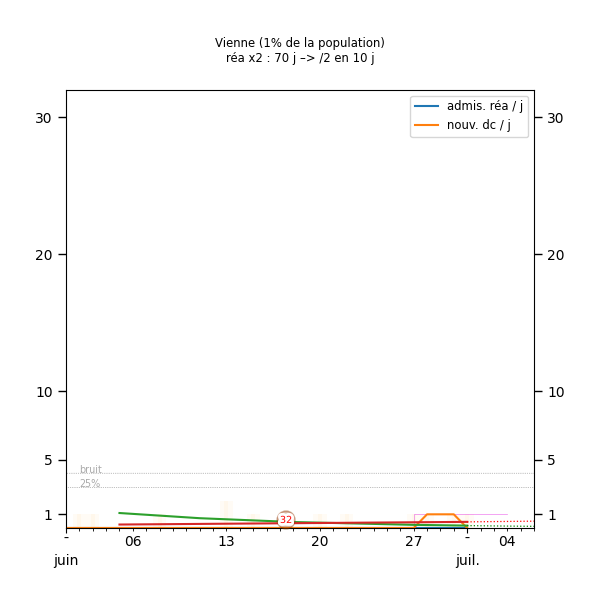 Vienne (1% de la population)
réa x2 : 70 j –> /2 en 10 j
admis. réa / j
nouv. dc / j
30 30
20 20
10 10
5 5
bruit
25%
1 1
32
- 06 13 20 27 - 04
juin juil.